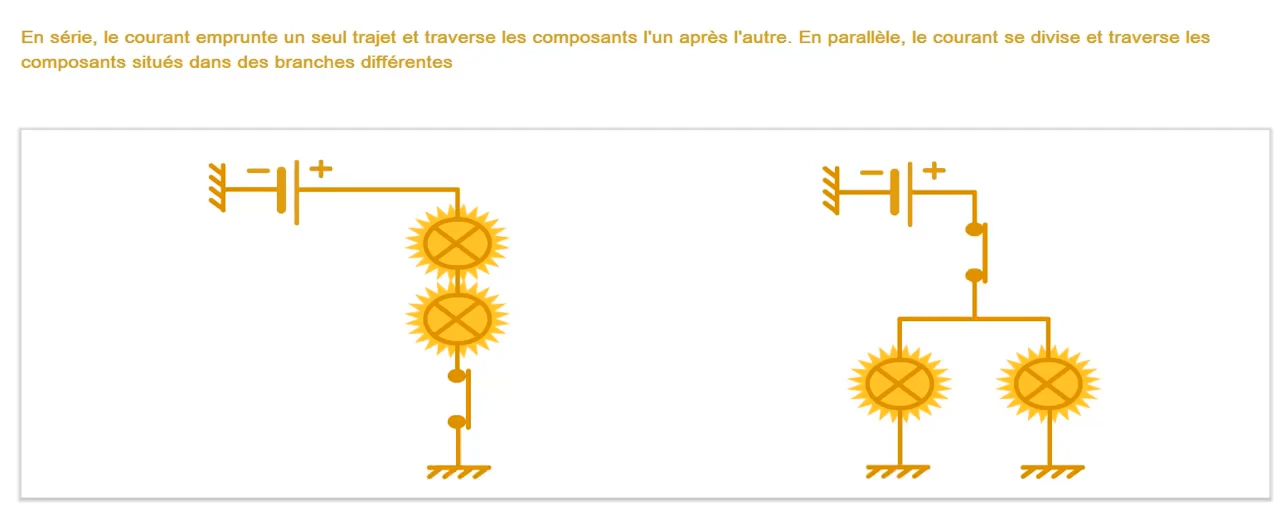 En série, le courant emprunte un seul trajet et traverse les composants l'un après l'autre. En parallèle, le courant se divise et traverse les
composants situés dans des branches différentes
− +
− +